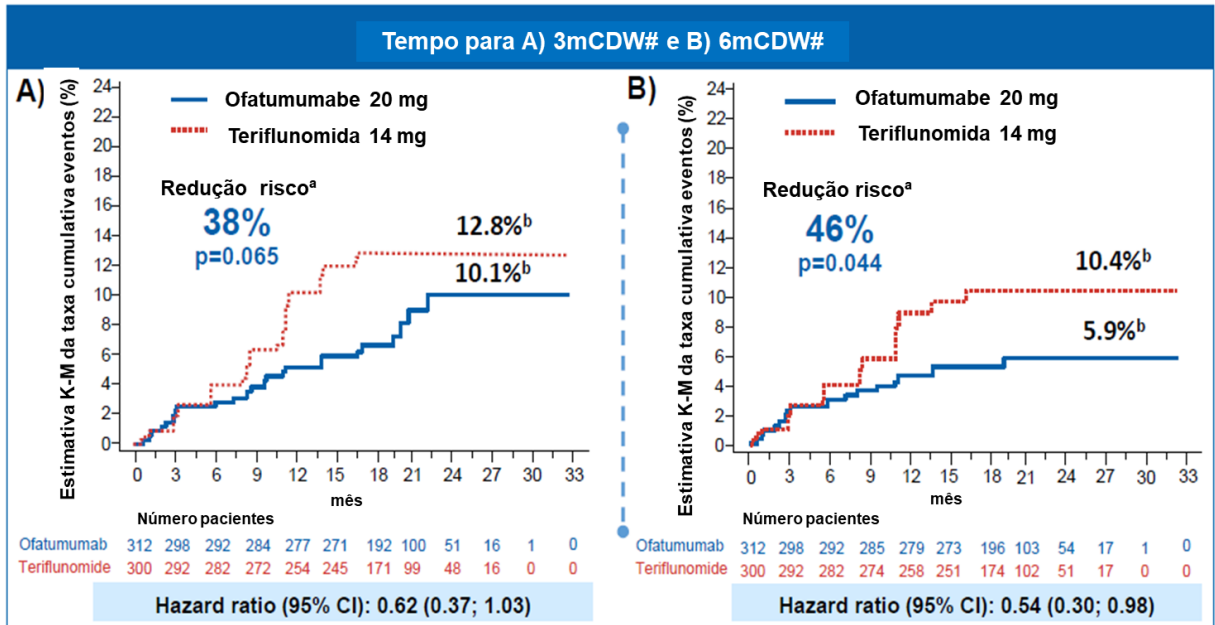 Tempo para A) 3mCDW# e B) 6mCDW#
A)
Estimativa K-M da taxa cumulativa eventos (%)
24
22
20
18
16
14
12
10
8
6
4
2
0
Ofatumumabe 20 mg
Teriflunomida 14 mg
Redução riscoª
38%
p=0.065
12.8%ᵇ
10.1%ᵇ
0 3 6 9 12 15 18 21 24 27 30 33
mês
Número pacientes
Ofatumumab 312 298 292 284 277 271 192 100 51 16 1 0
Teriflunomide 300 292 282 272 254 245 171 99 48 16 0 0
Hazard ratio (95% CI): 0.62 (0.37; 1.03)
B)
Estimativa K-M da taxa cumulativa eventos (%)
24
22
20
18
16
14
12
10
8
6
4
2
0
Ofatumumabe 20 mg
Teriflunomida 14 mg
Redução riscoª
46%
p=0.044
10.4%ᵇ
5.9%ᵇ
0 3 6 9 12 15 18 21 24 27 30 33
mês
Número pacientes
Ofatumumab 312 298 292 285 279 273 196 103 54 17 1 0
Teriflunomide 300 292 282 274 258 251 174 102 51 17 0 0
Hazard ratio (95% CI): 0.54 (0.30; 0.98)